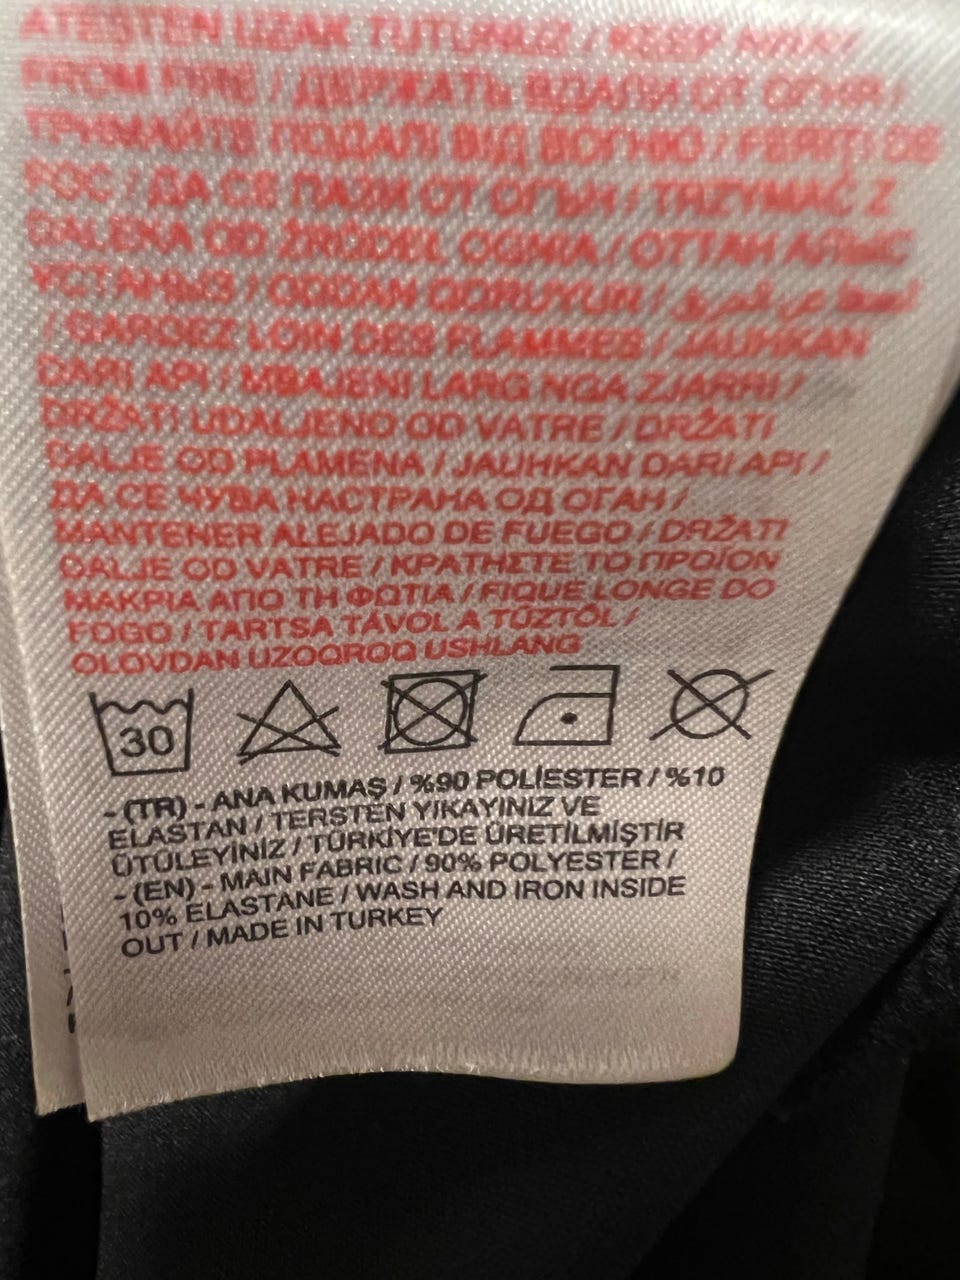 ATEŞTEN UZAK TUTUNUZ / KEEP AWAY
FROM FIRE / ДЕРЖАТЬ ВДАЛИ ОТ ОГНЯ /
ТРИМАЙТЕ ПОДАЛІ ВІД ВОГНЮ / FERIȚI DE
FOC / ДА СЕ ПАЗИ ОТ ОГЪН / TRZYMAĆ Z
DALEKA OD ŹRÓDEŁ OGNIA / ОТТАН АЛЫС
ҰСТАҢЫЗ / ODDAN QORUYUN /
/ GARDEZ LOIN DES FLAMMES / JAUHKAN
DARI API / MBAJENI LARG NGA ZJARRI /
DRŽATI UDALJENO OD VATRE / DRŽATI
DALJE OD PLAMENA / JAUHKAN DARI API /
ДА СЕ ЧУВА НАСТРАНА ОД ОГАН /
MANTENER ALEJADO DE FUEGO / DRŽATI
DALJE OD VATRE / ΚΡΑΤΗΣΤΕ ΤΟ ΠΡΟΪΟΝ
ΜΑΚΡΙΑ ΑΠΟ ΤΗ ΦΩΤΙΑ / FIQUE LONGE DO
FOGO / TARTSA TÁVOL A TŰZTŐL /
OLOVDAN UZOQROQ USHLANG
30
- (TR) - ANA KUMAŞ / %90 POLİESTER / %10
ELASTAN / TERSTEN YIKAYINIZ VE
ÜTÜLEYİNİZ / TÜRKİYE'DE ÜRETİLMİŞTİR
- (EN) - MAIN FABRIC / 90% POLYESTER /
10% ELASTANE / WASH AND IRON INSIDE
OUT / MADE IN TURKEY